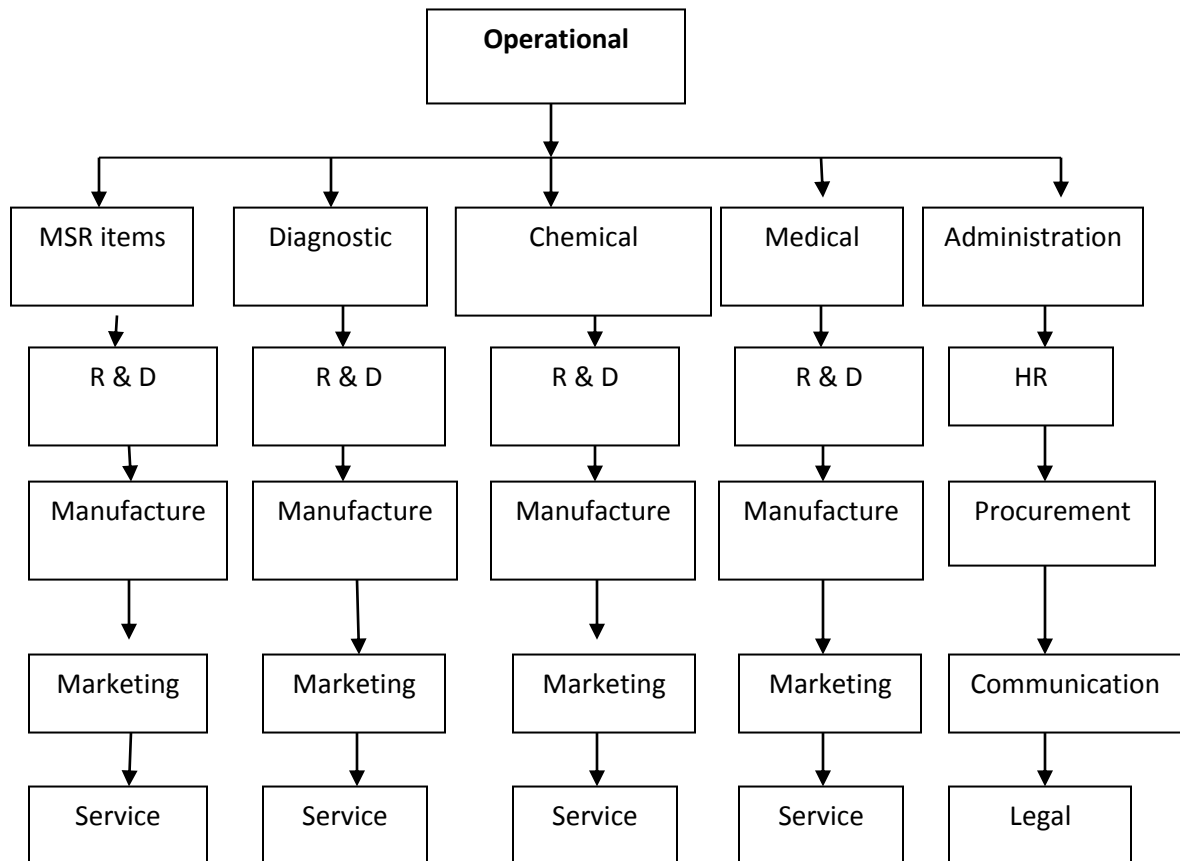 Operational
MSR items
Diagnostic
Chemical
Medical
Administration
R & D
R & D
R & D
R & D
HR
Manufacture
Manufacture
Manufacture
Manufacture
Procurement
Marketing
Marketing
Marketing
Marketing
Communication
Service
Service
Service
Service
Legal